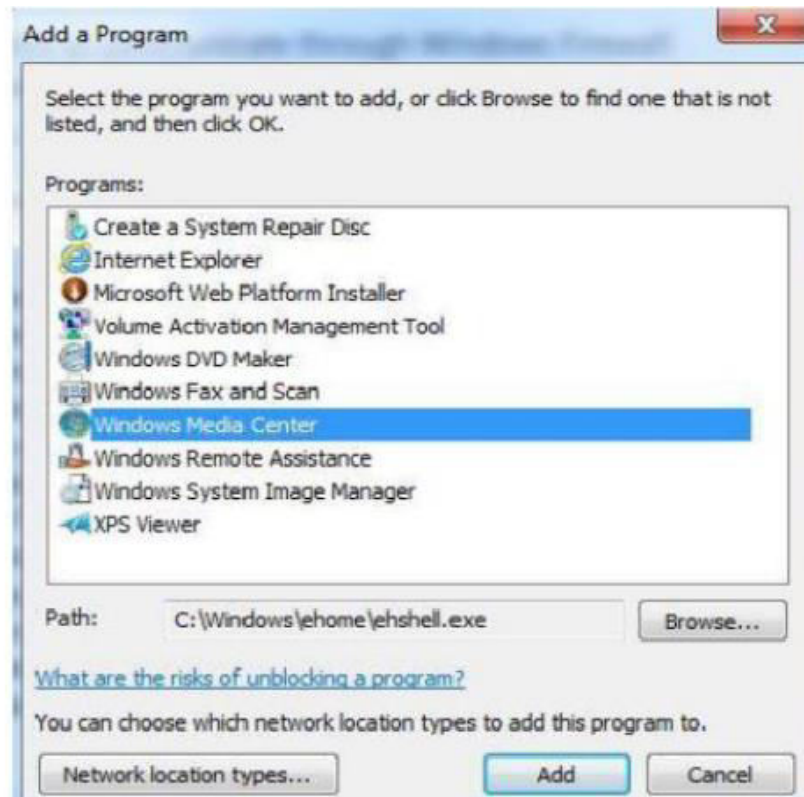 Add a Program
Select the program you want to add, or click Browse to find one that is not
listed, and then click OK.
Programs:
Create a System Repair Disc
Internet Explorer
Microsoft Web Platform Installer
Volume Activation Management Tool
Windows DVD Maker
Windows Fax and Scan
Windows Media Center
Windows Remote Assistance
Windows System Image Manager
XPS Viewer
Path: C:\Windows\ehome\ehshell.exe Browse...
What are the risks of unblocking a program?
You can choose which network location types to add this program to.
Network location types... Add Cancel